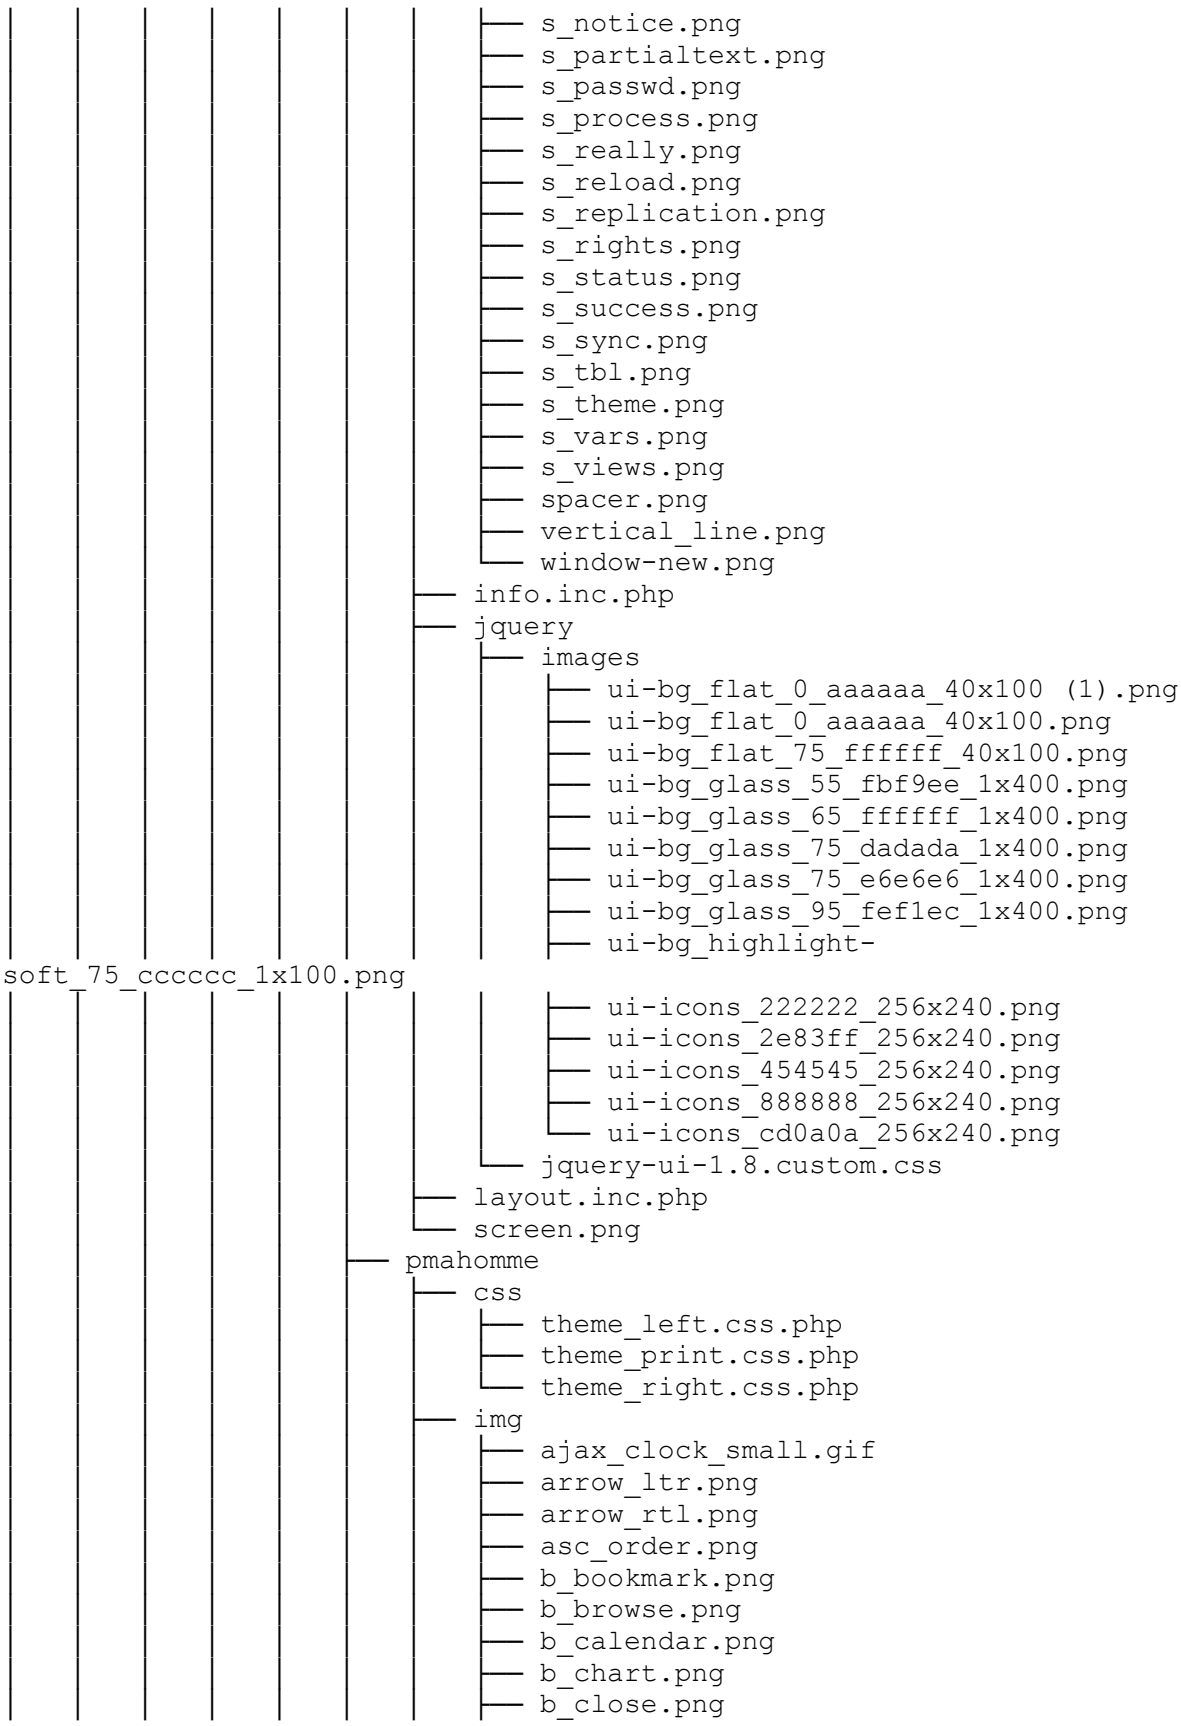 │   │   │   │   │   │   │   ├── s_notice.png
│   │   │   │   │   │   │   ├── s_partialtext.png
│   │   │   │   │   │   │   ├── s_passwd.png
│   │   │   │   │   │   │   ├── s_process.png
│   │   │   │   │   │   │   ├── s_really.png
│   │   │   │   │   │   │   ├── s_reload.png
│   │   │   │   │   │   │   ├── s_replication.png
│   │   │   │   │   │   │   ├── s_rights.png
│   │   │   │   │   │   │   ├── s_status.png
│   │   │   │   │   │   │   ├── s_success.png
│   │   │   │   │   │   │   ├── s_sync.png
│   │   │   │   │   │   │   ├── s_tbl.png
│   │   │   │   │   │   │   ├── s_theme.png
│   │   │   │   │   │   │   ├── s_vars.png
│   │   │   │   │   │   │   ├── s_views.png
│   │   │   │   │   │   │   ├── spacer.png
│   │   │   │   │   │   │   ├── vertical_line.png
│   │   │   │   │   │   │   └── window-new.png
│   │   │   │   │   │   ├── info.inc.php
│   │   │   │   │   │   ├── jquery
│   │   │   │   │   │   │   ├── images
│   │   │   │   │   │   │   │   ├── ui-bg_flat_0_aaaaaa_40x100 (1).png
│   │   │   │   │   │   │   │   ├── ui-bg_flat_0_aaaaaa_40x100.png
│   │   │   │   │   │   │   │   ├── ui-bg_flat_75_ffffff_40x100.png
│   │   │   │   │   │   │   │   ├── ui-bg_glass_55_fbf9ee_1x400.png
│   │   │   │   │   │   │   │   ├── ui-bg_glass_65_ffffff_1x400.png
│   │   │   │   │   │   │   │   ├── ui-bg_glass_75_dadada_1x400.png
│   │   │   │   │   │   │   │   ├── ui-bg_glass_75_e6e6e6_1x400.png
│   │   │   │   │   │   │   │   ├── ui-bg_glass_95_fef1ec_1x400.png
│   │   │   │   │   │   │   │   ├── ui-bg_highlight-
soft_75_cccccc_1x100.png
│   │   │   │   │   │   │   │   ├── ui-icons_222222_256x240.png
│   │   │   │   │   │   │   │   ├── ui-icons_2e83ff_256x240.png
│   │   │   │   │   │   │   │   ├── ui-icons_454545_256x240.png
│   │   │   │   │   │   │   │   ├── ui-icons_888888_256x240.png
│   │   │   │   │   │   │   │   └── ui-icons_cd0a0a_256x240.png
│   │   │   │   │   │   │   └── jquery-ui-1.8.custom.css
│   │   │   │   │   │   ├── layout.inc.php
│   │   │   │   │   │   └── screen.png
│   │   │   │   │   ├── pmahomme
│   │   │   │   │   │   ├── css
│   │   │   │   │   │   │   ├── theme_left.css.php
│   │   │   │   │   │   │   ├── theme_print.css.php
│   │   │   │   │   │   │   └── theme_right.css.php
│   │   │   │   │   │   ├── img
│   │   │   │   │   │   │   ├── ajax_clock_small.gif
│   │   │   │   │   │   │   ├── arrow_ltr.png
│   │   │   │   │   │   │   ├── arrow_rtl.png
│   │   │   │   │   │   │   ├── asc_order.png
│   │   │   │   │   │   │   ├── b_bookmark.png
│   │   │   │   │   │   │   ├── b_browse.png
│   │   │   │   │   │   │   ├── b_calendar.png
│   │   │   │   │   │   │   ├── b_chart.png
│   │   │   │   │   │   │   ├── b_close.png